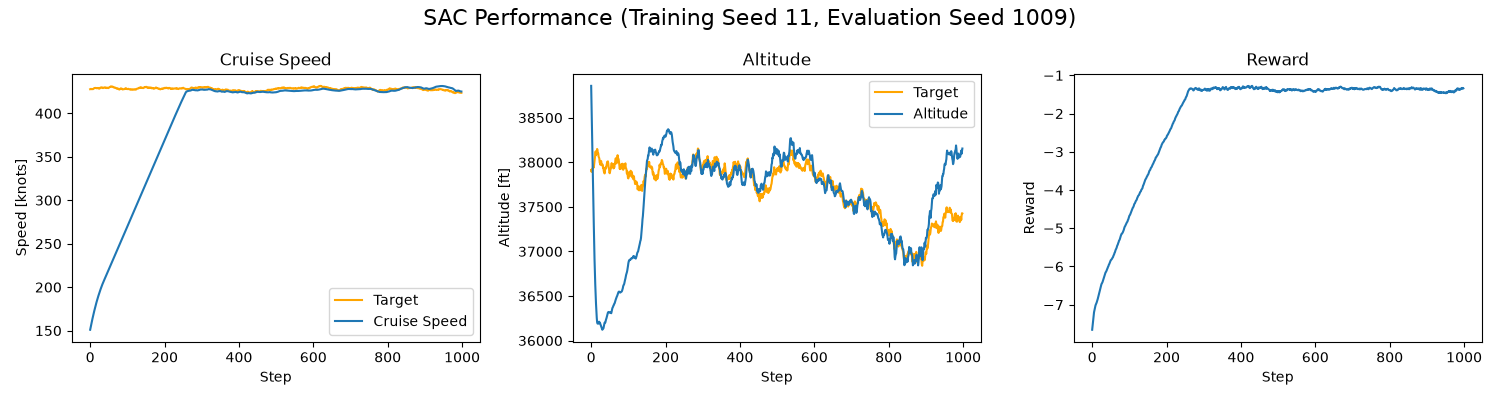 SAC Performance (Training Seed 11, Evaluation Seed 1009)
Cruise Speed
Speed [knots]
400
350
300
250
200
150
Target
Cruise Speed
0 200 400 600 800 1000
Step
Altitude
Altitude [ft]
38500
38000
37500
37000
36500
36000
Target
Altitude
0 200 400 600 800 1000
Step
Reward
Reward
−1
−2
−3
−4
−5
−6
−7
0 200 400 600 800 1000
Step